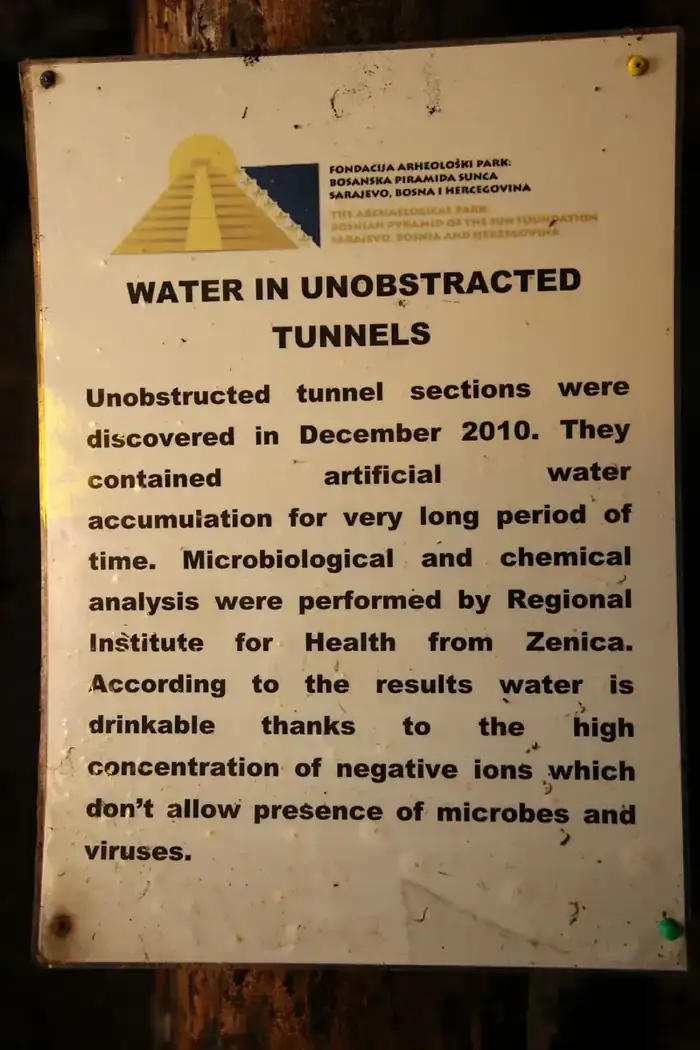 FONDACIJA ARHEOLOŠKI PARK:
BOSANSKA PIRAMIDA SUNCA
SARAJEVO, BOSNA I HERCEGOVINA
THE ARCHAEOLOGICAL PARK:
BOSNIAN PYRAMID OF THE SUN FOUNDATION
SARAJEVO, BOSNIA AND HERZEGOVINA
WATER IN UNOBSTRACTED
TUNNELS
Unobstructed tunnel sections were
discovered in December 2010. They
contained artificial water
accumulation for very long period of
time. Microbiological and chemical
analysis were performed by Regional
Institute for Health from Zenica.
According to the results water is
drinkable thanks to the high
concentration of negative ions which
don't allow presence of microbes and
viruses.